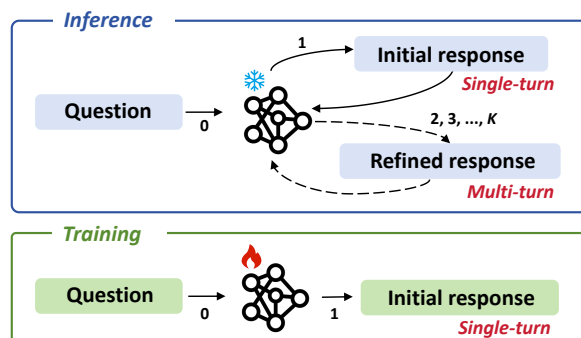 Inference
1
Initial response
Single-turn
Question
0
2, 3, ..., K
Refined response
Multi-turn
Training
Question
0
1
Initial response
Single-turn